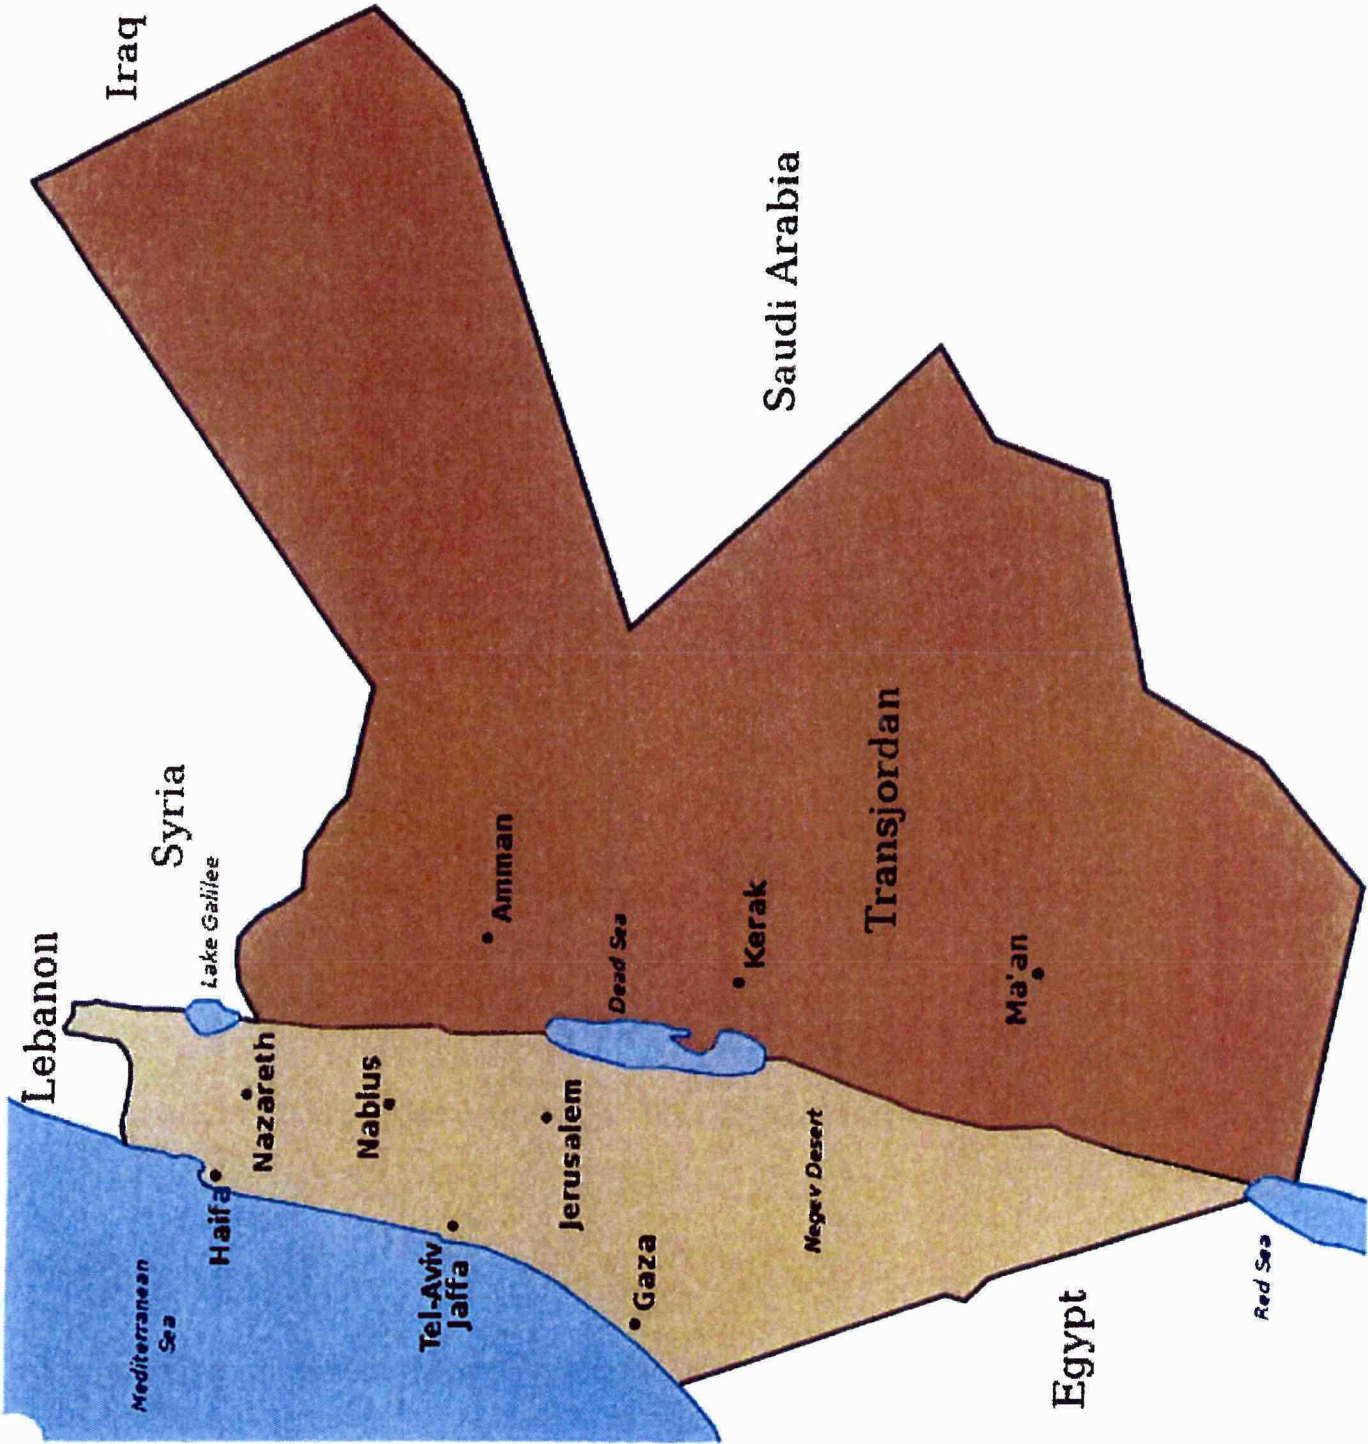 Lebanon
Iraq
Syria
Lake Galilee
Mediterranean
Sea
Haifa
Nazareth
Nablus
Tel-Aviv
Jaffa
Amman
Jerusalem
Dead Sea
Gaza
Kerak
Saudi Arabia
Negev Desert
Transjordan
Ma'an
Egypt
Red Sea